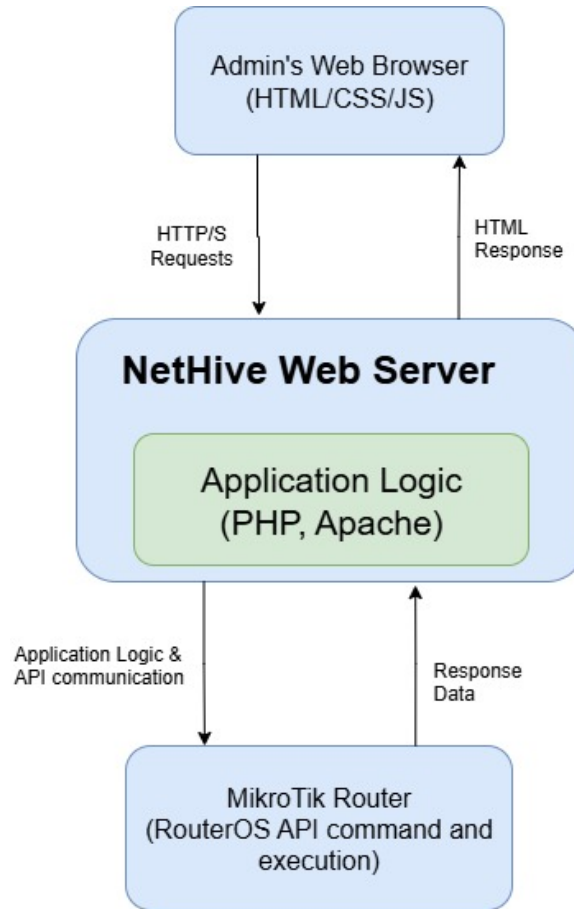 Admin's Web Browser
(HTML/CSS/JS)
HTTP/S
Requests
HTML
Response
NetHive Web Server
Application Logic
(PHP, Apache)
Application Logic &
API communication
Response
Data
MikroTik Router
(RouterOS API command and
execution)